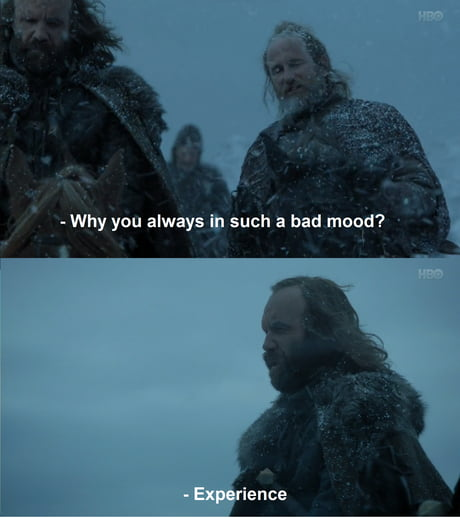 HBO
- Why you always in such a bad mood?
HBO
- Experience